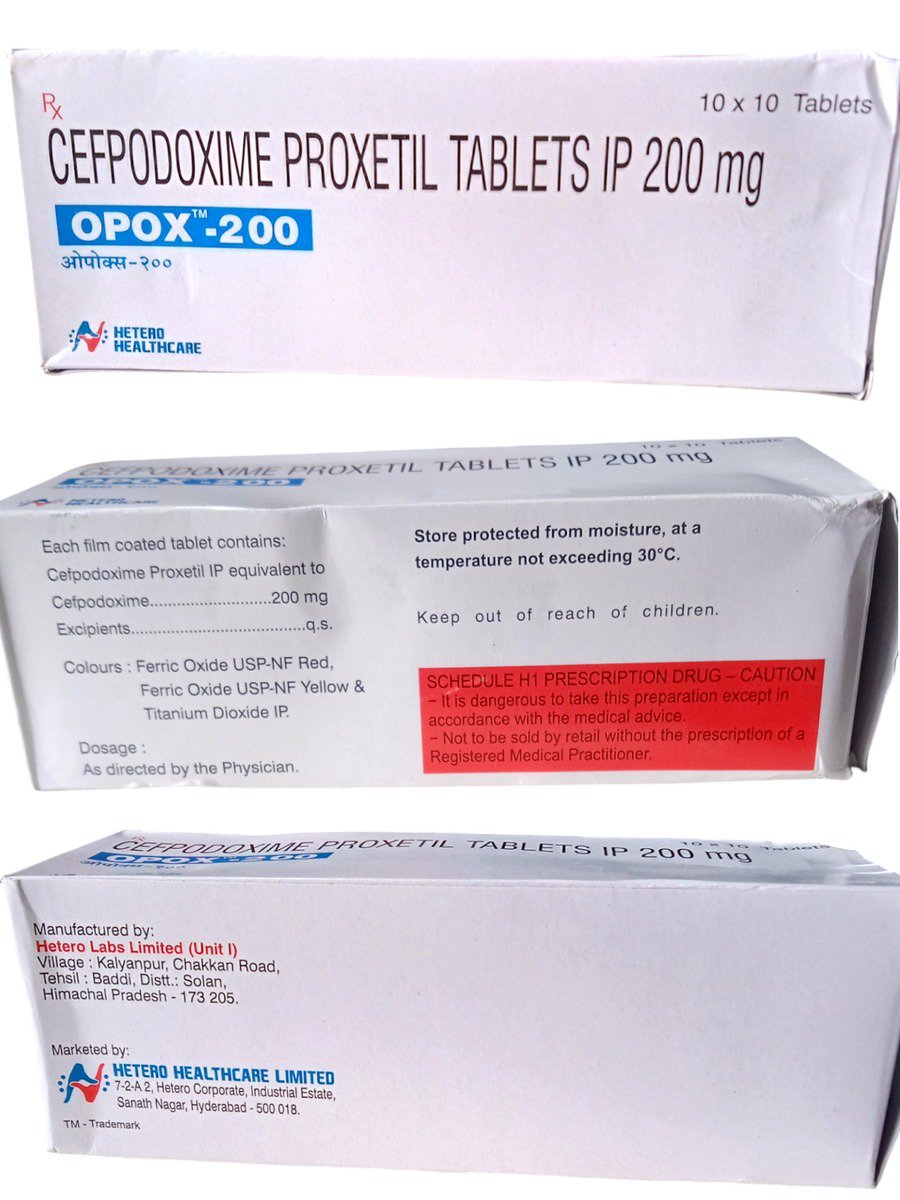 Rx
10 x 10 Tablets
CEFPODOXIME PROXETIL TABLETS IP 200 mg
OPOX™-200
ओपोक्स-२००
HETERO
HEALTHCARE
10 x 10 Tablets
CEFPODOXIME PROXETIL TABLETS IP 200 mg
OPOX™-200
HETERO
HEALTHCARE
Each film coated tablet contains:
Cefpodoxime Proxetil IP equivalent to
Cefpodoxime...........................200 mg
Excipients.......................................q.s.
Colours : Ferric Oxide USP-NF Red,
Ferric Oxide USP-NF Yellow &
Titanium Dioxide IP.
Dosage :
As directed by the Physician.
Store protected from moisture, at a
temperature not exceeding 30°C.
Keep out of reach of children.
SCHEDULE H1 PRESCRIPTION DRUG – CAUTION
– It is dangerous to take this preparation except in
accordance with the medical advice.
– Not to be sold by retail without the prescription of a
Registered Medical Practitioner.
Rx
10 x 10 Tablets
CEFPODOXIME PROXETIL TABLETS IP 200 mg
OPOX™-200
Manufactured by:
Hetero Labs Limited (Unit I)
Village : Kalyanpur, Chakkan Road,
Tehsil : Baddi, Distt.: Solan,
Himachal Pradesh - 173 205.
Marketed by:
HETERO HEALTHCARE LIMITED
7-2-A 2, Hetero Corporate, Industrial Estate,
Sanath Nagar, Hyderabad - 500 018.
TM - Trademark